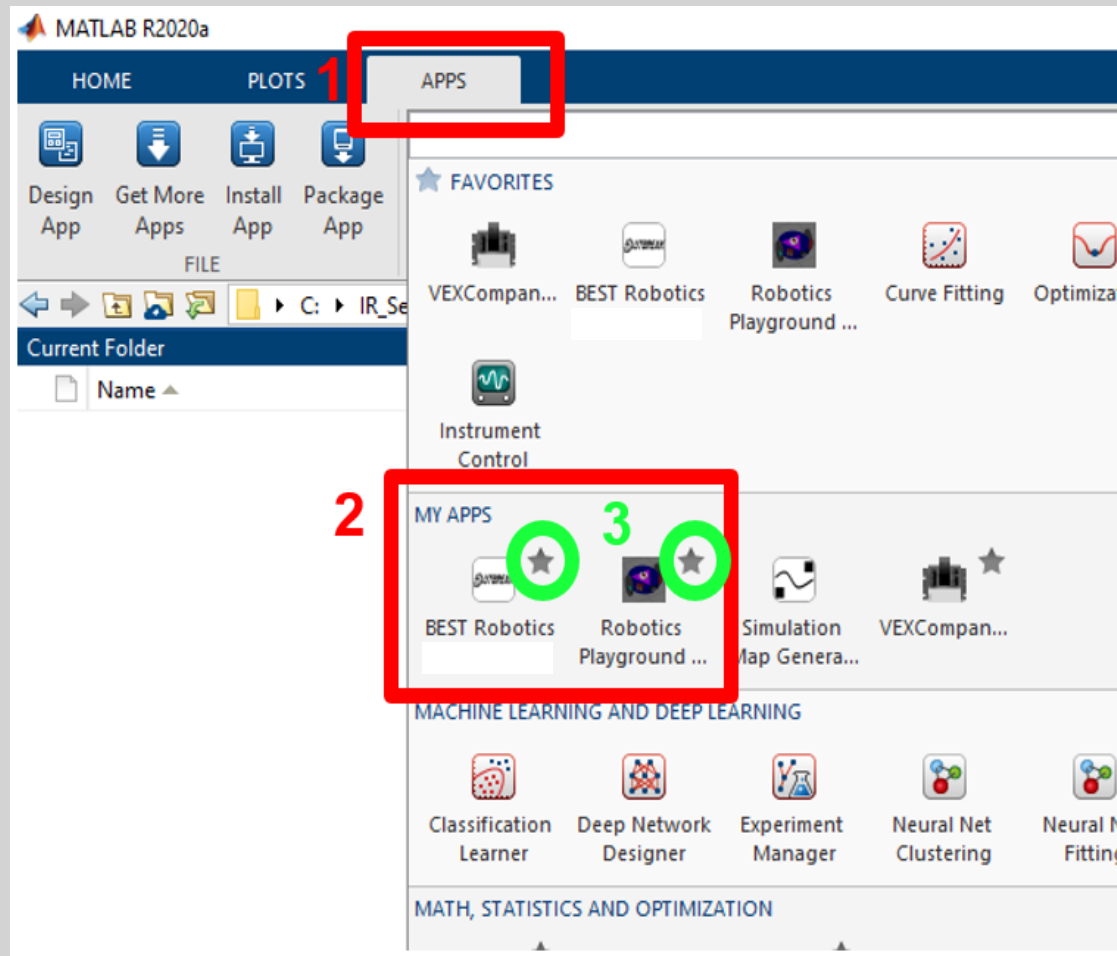 MATLAB R2020a
HOME PLOTS 1 APPS
Design App
Get More Apps
Install App
Package App
FILE
C: IR_Se
Current Folder
Name
FAVORITES
VEXCompan...
BEST Robotics
Robotics Playground ...
Curve Fitting
Optimiza
Instrument Control
2
MY APPS
3
BEST Robotics
Robotics Playground ...
Simulation Map Genera...
VEXCompan...
MACHINE LEARNING AND DEEP LEARNING
Classification Learner
Deep Network Designer
Experiment Manager
Neural Net Clustering
Neural N
Fitting
MATH, STATISTICS AND OPTIMIZATION